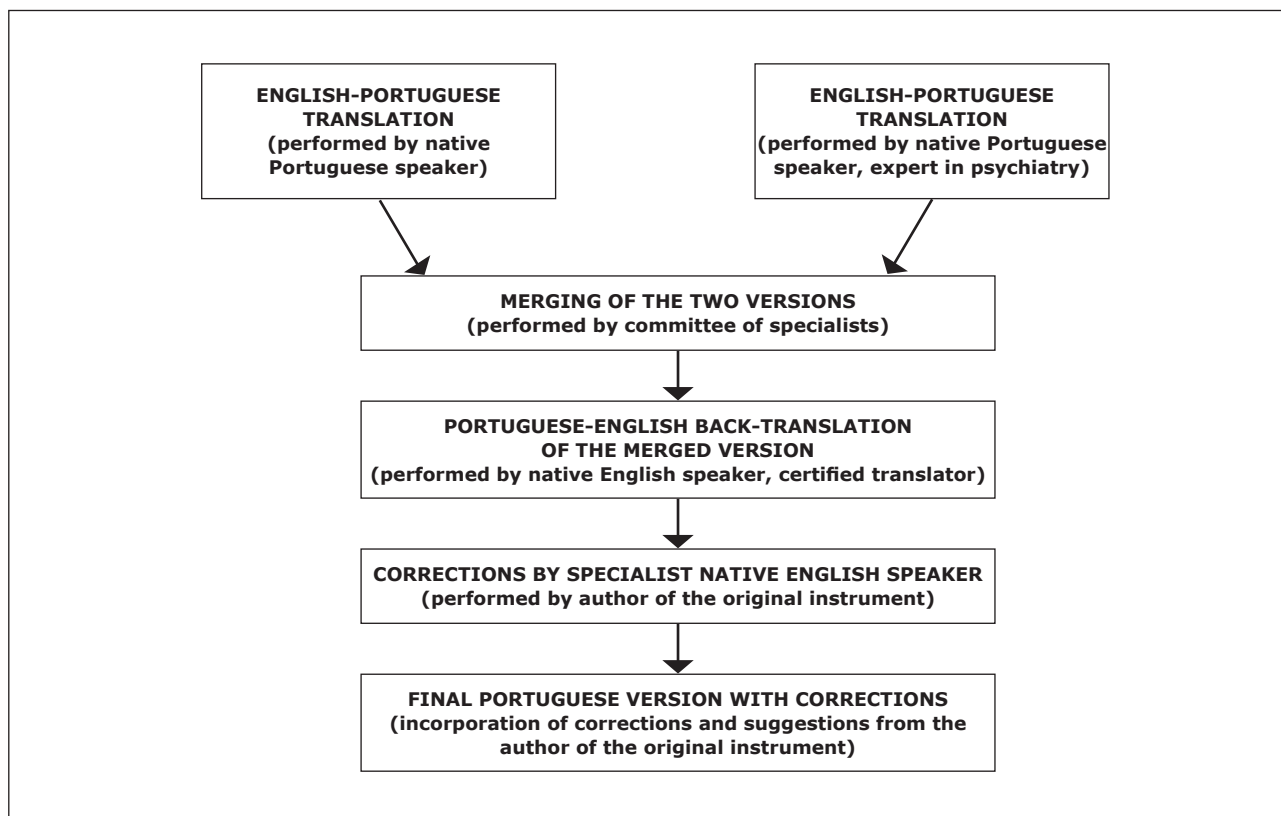 ENGLISH-PORTUGUESE
TRANSLATION
(performed by native
Portuguese speaker)
ENGLISH-PORTUGUESE
TRANSLATION
(performed by native Portuguese
speaker, expert in psychiatry)
MERGING OF THE TWO VERSIONS
(performed by committee of specialists)
PORTUGUESE-ENGLISH BACK-TRANSLATION
OF THE MERGED VERSION
(performed by native English speaker, certified translator)
CORRECTIONS BY SPECIALIST NATIVE ENGLISH SPEAKER
(performed by author of the original instrument)
FINAL PORTUGUESE VERSION WITH CORRECTIONS
(incorporation of corrections and suggestions from the
author of the original instrument)